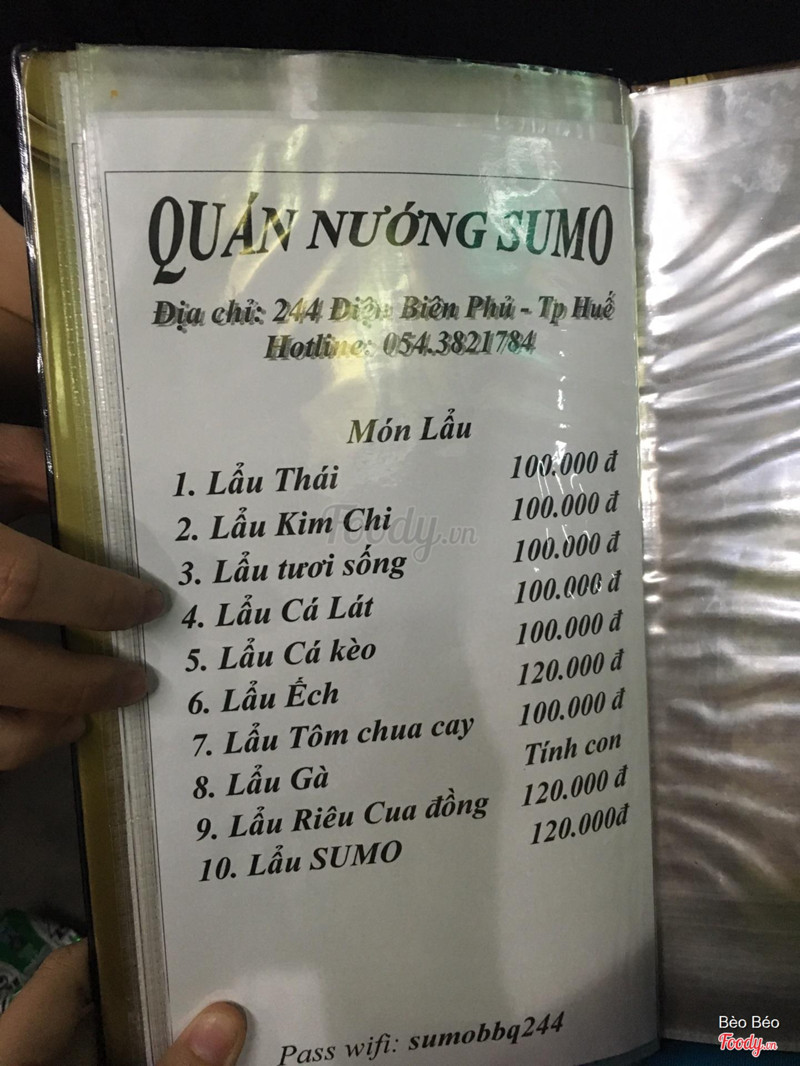 QUÁN NƯỚNG SUMO
Địa chỉ: 244 Điện Biên Phủ - Tp Huế
Hotline: 054.3821784
Món Lẩu
1. Lẩu Thái 100.000 đ
2. Lẩu Kim Chi 100.000 đ
3. Lẩu tươi sống 100.000 đ
4. Lẩu Cá Lát 100.000 đ
5. Lẩu Cá kèo 100.000 đ
6. Lẩu Ếch 120.000 đ
7. Lẩu Tôm chua cay 100.000 đ
8. Lẩu Gà Tính con
9. Lẩu Riêu Cua đồng 120.000 đ
10. Lẩu SUMO 120.000đ
Pass wifi: sumobbq244
Foody.vn
Bèo Béo
Foody.vn